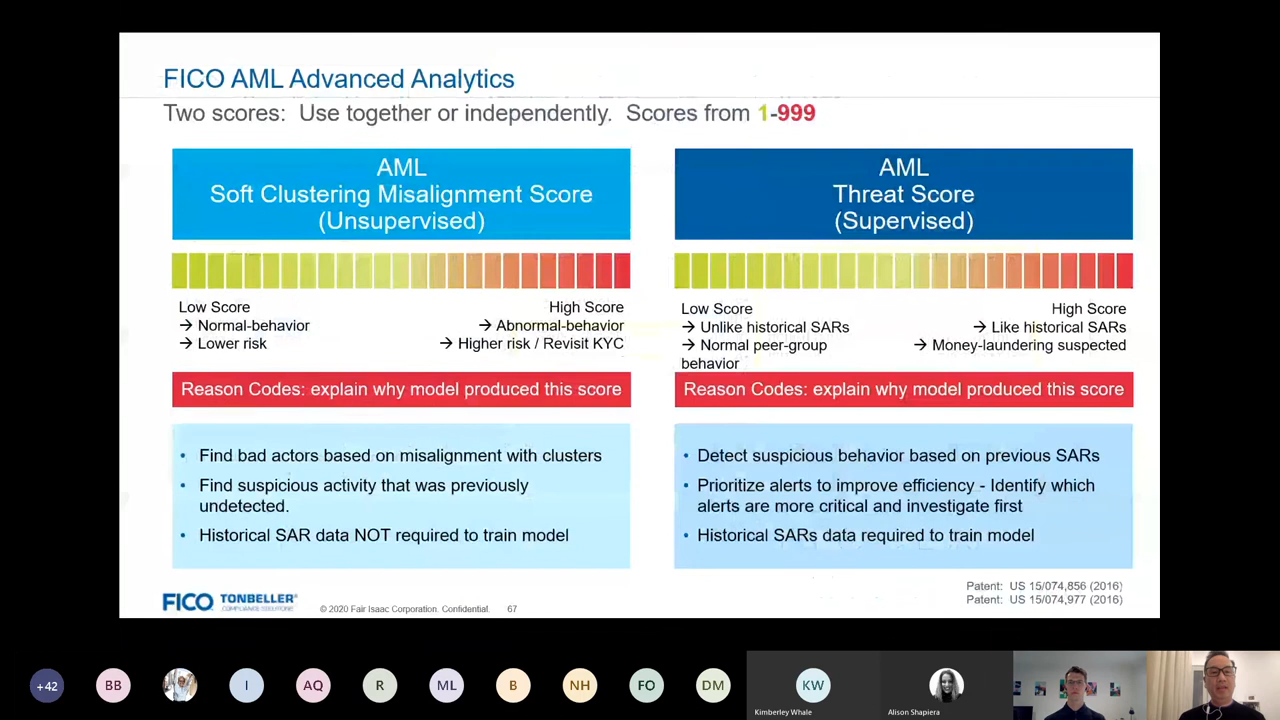 FICO AML Advanced Analytics
Two scores: Use together or independently. Scores from 1-999
AML
Soft Clustering Misalignment Score
(Unsupervised)
Low Score
→ Normal-behavior
→ Lower risk
High Score
→ Abnormal-behavior
→ Higher risk / Revisit KYC
Reason Codes: explain why model produced this score
• Find bad actors based on misalignment with clusters
• Find suspicious activity that was previously
undetected.
• Historical SAR data NOT required to train model
AML
Threat Score
(Supervised)
Low Score
→ Unlike historical SARs
→ Normal peer-group
behavior
High Score
→ Like historical SARs
→ Money-laundering suspected
Reason Codes: explain why model produced this score
• Detect suspicious behavior based on previous SARs
• Prioritize alerts to improve efficiency - Identify which
alerts are more critical and investigate first
• Historical SARs data required to train model
Patent: US 15/074,856 (2016)
Patent: US 15/074,977 (2016)
FICO TONBELLER
COMPLIANCE SOLUTIONS
© 2020 Fair Isaac Corporation. Confidential. 67
+42
BB
I
AQ
R
ML
B
NH
FO
DM
KW
Kimberley Whale
Alison Shapiera